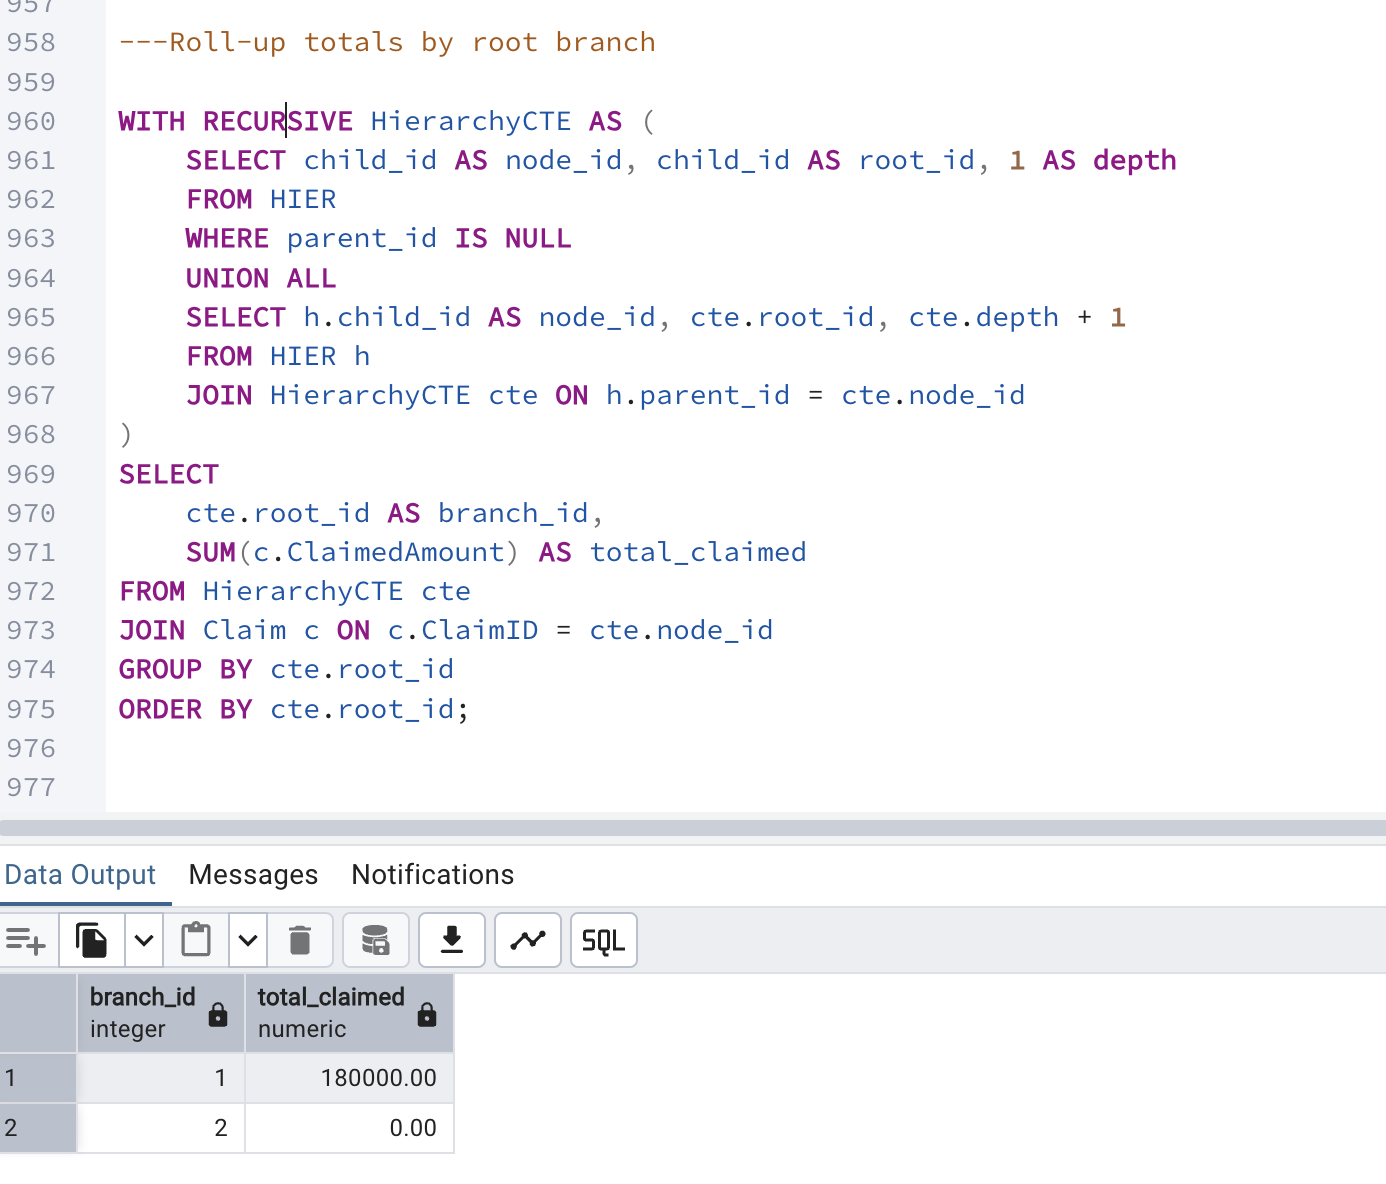 957
958 ---Roll-up totals by root branch
959
960 WITH RECURSIVE HierarchyCTE AS (
961     SELECT child_id AS node_id, child_id AS root_id, 1 AS depth
962     FROM HIER
963     WHERE parent_id IS NULL
964     UNION ALL
965     SELECT h.child_id AS node_id, cte.root_id, cte.depth + 1
966     FROM HIER h
967     JOIN HierarchyCTE cte ON h.parent_id = cte.node_id
968 )
969 SELECT
970     cte.root_id AS branch_id,
971     SUM(c.ClaimedAmount) AS total_claimed
972 FROM HierarchyCTE cte
973 JOIN Claim c ON c.ClaimID = cte.node_id
974 GROUP BY cte.root_id
975 ORDER BY cte.root_id;
976
977
Data Output Messages Notifications
SQL
branch_id total_claimed
integer numeric
1 1 180000.00
2 2 0.00